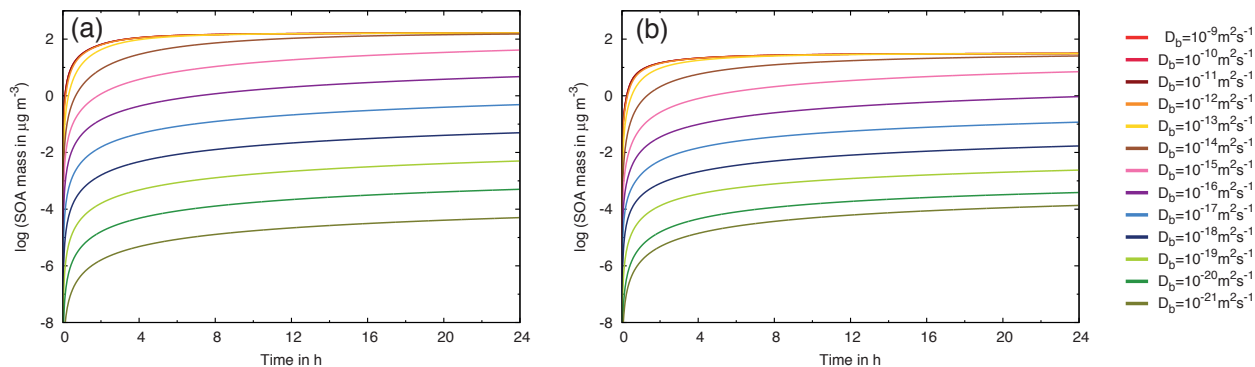 (a)
log (SOA mass in µg m⁻³)
2
0
-2
-4
-6
-8
0 4 8 12 16 20 24
Time in h
(b)
log (SOA mass in µg m⁻³)
2
0
-2
-4
-6
-8
0 4 8 12 16 20 24
Time in h
D_b=10⁻⁹m²s⁻¹
D_b=10⁻¹⁰m²s⁻¹
D_b=10⁻¹¹m²s⁻¹
D_b=10⁻¹²m²s⁻¹
D_b=10⁻¹³m²s⁻¹
D_b=10⁻¹⁴m²s⁻¹
D_b=10⁻¹⁵m²s⁻¹
D_b=10⁻¹⁶m²s⁻¹
D_b=10⁻¹⁷m²s⁻¹
D_b=10⁻¹⁸m²s⁻¹
D_b=10⁻¹⁹m²s⁻¹
D_b=10⁻²⁰m²s⁻¹
D_b=10⁻²¹m²s⁻¹